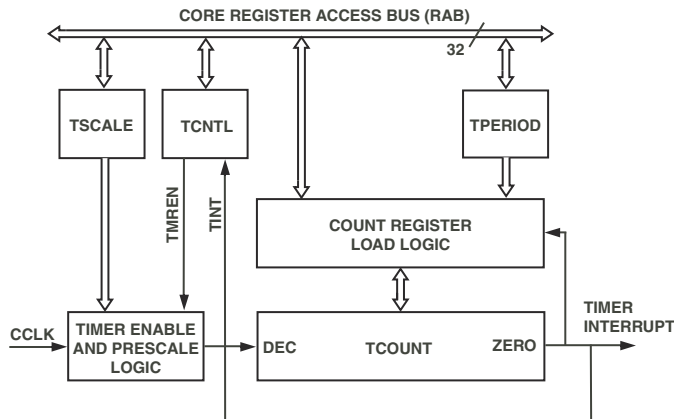 CORE REGISTER ACCESS BUS (RAB)
32
TSCALE
TCNTL
TPERIOD
TMREN
TINT
COUNT REGISTER
LOAD LOGIC
CCLK
TIMER ENABLE
AND PRESCALE
LOGIC
DEC
TCOUNT
ZERO
TIMER
INTERRUPT